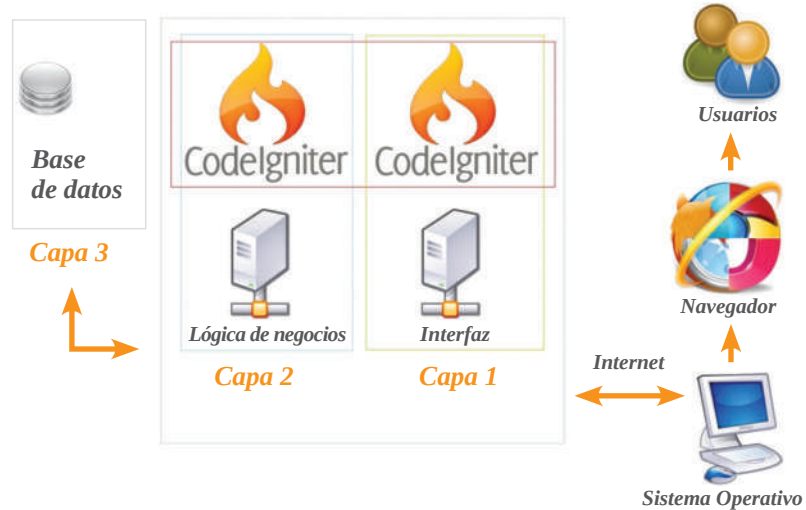 Base
de datos
Capa 3
CodeIgniter
CodeIgniter
Lógica de negocios
Interfaz
Capa 2
Capa 1
Internet
Usuarios
Navegador
Sistema Operativo